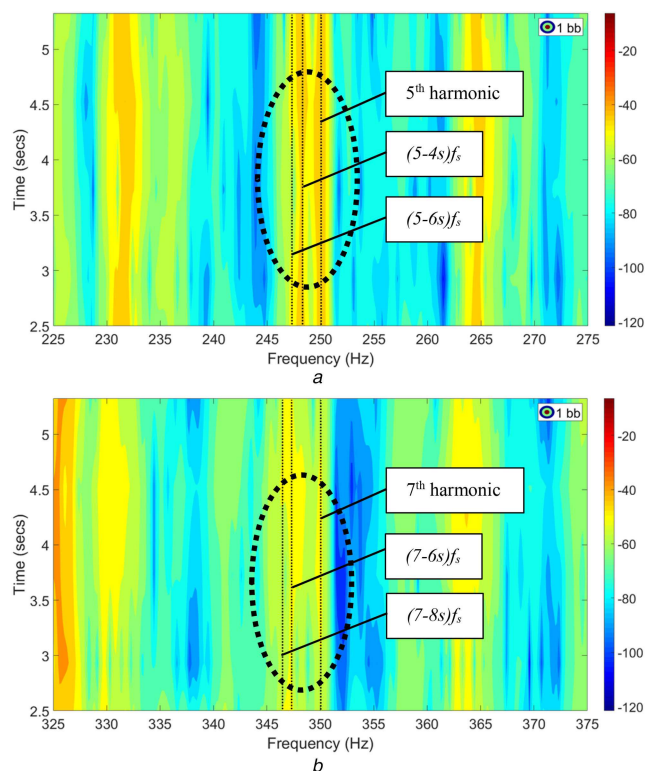 1 bb
5
4.5
4
3.5
3
2.5
Time (secs)
5th harmonic
(5-4s)fs
(5-6s)fs
-20
-40
-60
-80
-100
-120
225 230 235 240 245 250 255 260 265 270 275
Frequency (Hz)
a
1 bb
5
4.5
4
3.5
3
2.5
Time (secs)
7th harmonic
(7-6s)fs
(7-8s)fs
-20
-40
-60
-80
-100
-120
325 330 335 340 345 350 355 360 365 370 375
Frequency (Hz)
b